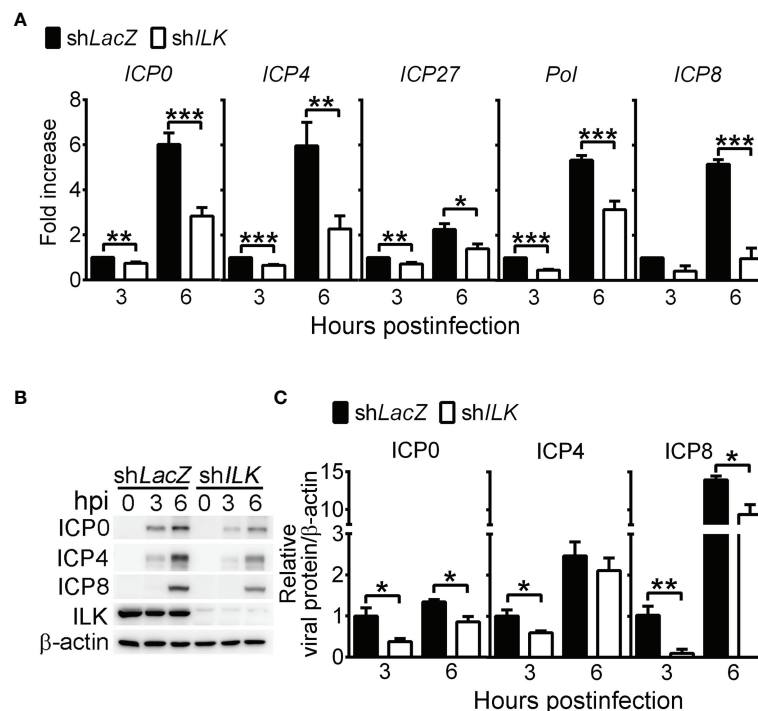 A
shLacZ shILK
ICP0 ICP4 ICP27 Pol ICP8
8
6
4
2
0
Fold increase
*** ** *** ***
** *** ** * ***
3 6 3 6 3 6 3 6 3 6
Hours postinfection
B
shLacZ shILK
hpi 0 3 6 0 3 6
ICP0
ICP4
ICP8
ILK
β-actin
C
shLacZ shILK
ICP0 ICP4 ICP8
15
10
3
2
1
0
Relative
viral protein/β-actin
* * * ** *
3 6 3 6 3 6
Hours postinfection